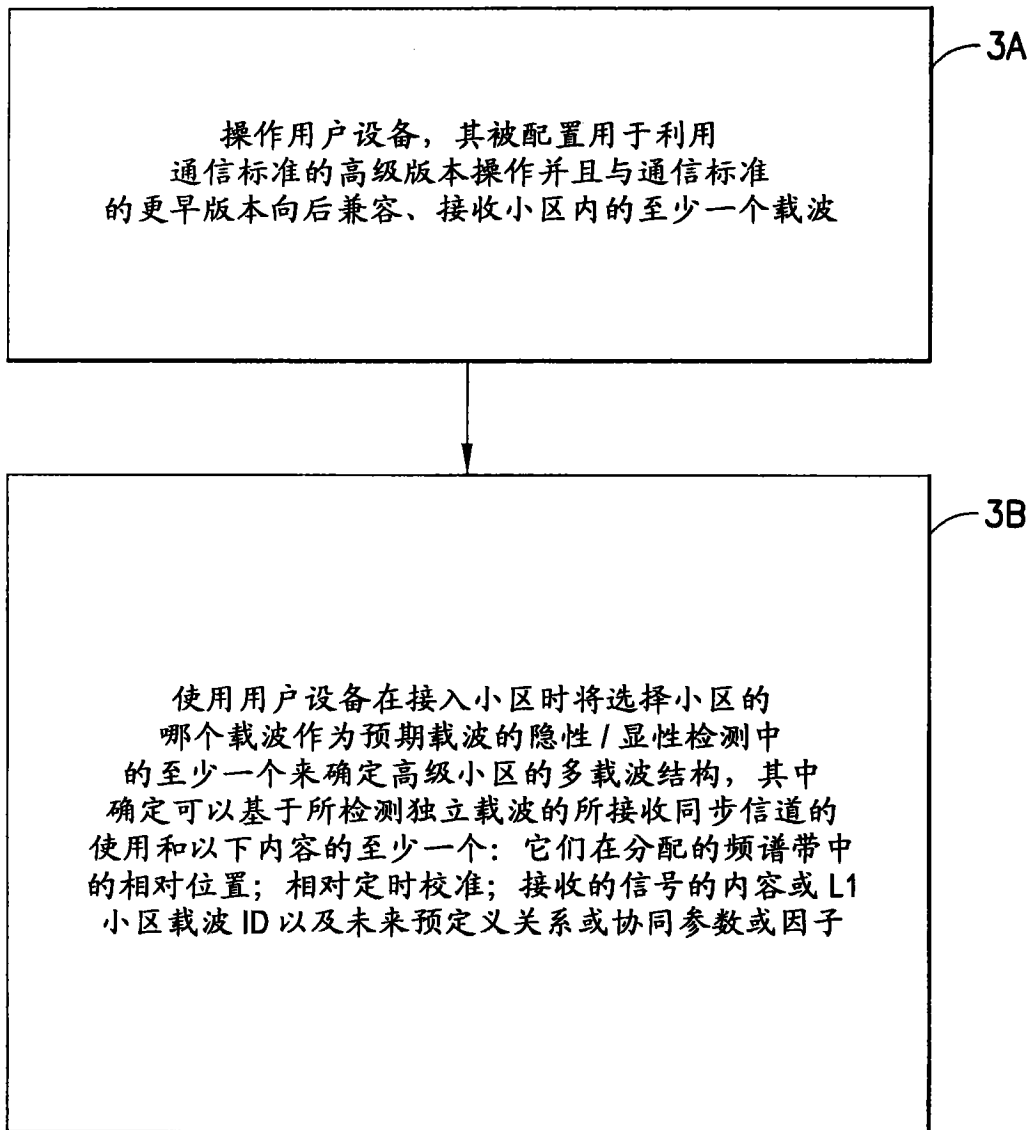 3A
操作用户设备，其被配置用于利用
通信标准的高级版本操作并且与通信标准
的更早版本向后兼容、接收小区内的至少一个载波
3B
使用用户设备在接入小区时将选择小区的
哪个载波作为预期载波的隐性/显性检测中
的至少一个来确定高级小区的多载波结构，其中
确定可以基于所检测独立载波的所接收同步信道的
使用和以下内容的至少一个：它们在分配的频谱带中
的相对位置；相对定时校准；接收的信号的内容或L1
小区载波ID以及未来预定义关系或协同参数或因子